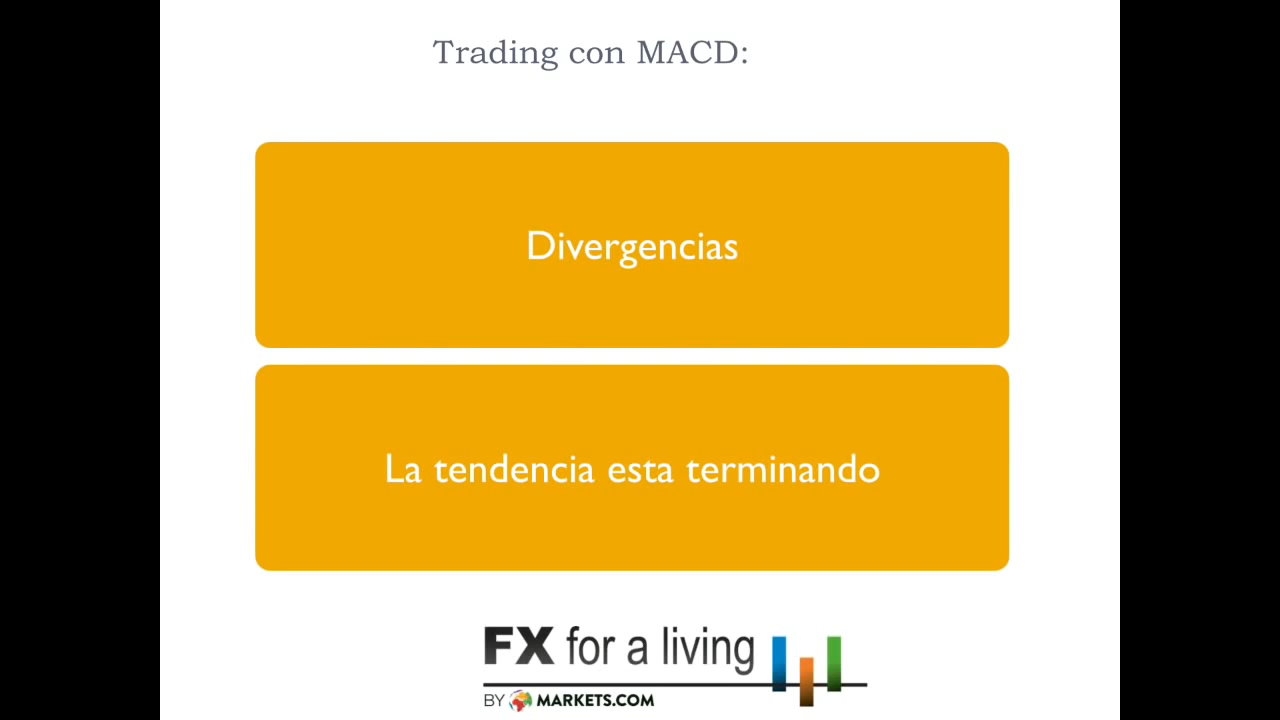 Trading con MACD:
Divergencias
La tendencia esta terminando
FX for a living
BY MARKETS.COM